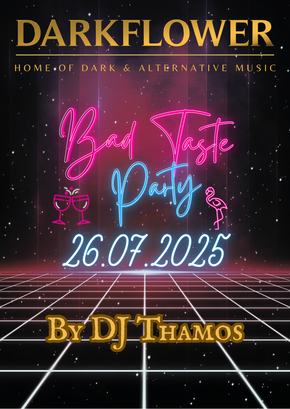 DARKFLOWER
HOME OF DARK & ALTERNATIVE MUSIC
Bad Taste
Party
26.07.2025
By DJ Thamos